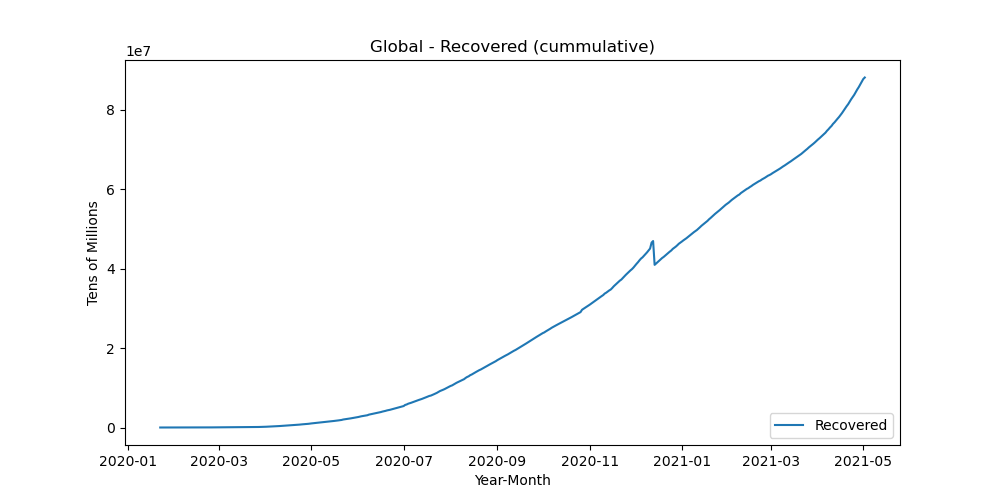 Global - Recovered (cummulative)
1e7
8
6
4
2
0
Tens of Millions
Recovered
2020-01 2020-03 2020-05 2020-07 2020-09 2020-11 2021-01 2021-03 2021-05
Year-Month